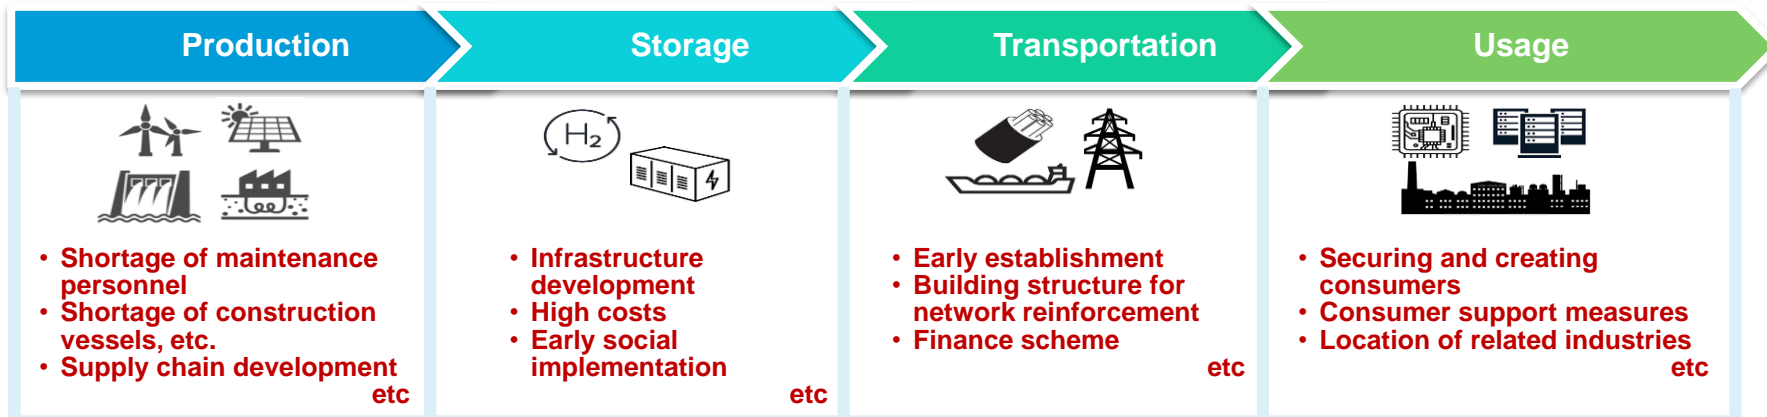 Production
Storage
Transportation
Usage
H2
• Shortage of maintenance
personnel
• Shortage of construction
vessels, etc.
• Supply chain development
etc
• Infrastructure
development
• High costs
• Early social
implementation
etc
• Early establishment
• Building structure for
network reinforcement
• Finance scheme
etc
• Securing and creating
consumers
• Consumer support measures
• Location of related industries
etc